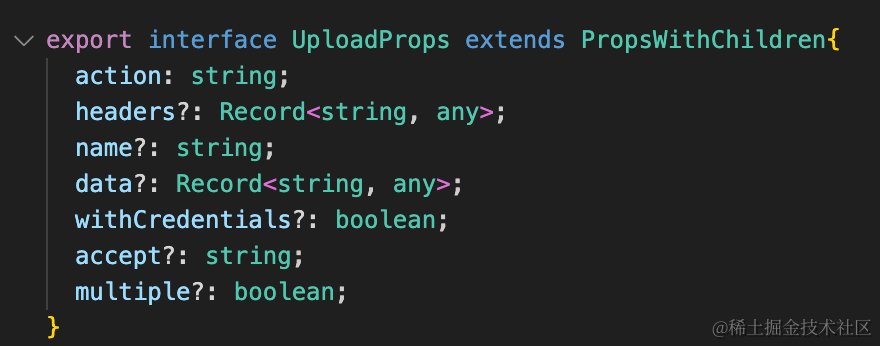 export interface UploadProps extends PropsWithChildren{
action: string;
headers?: Record<string, any>;
name?: string;
data?: Record<string, any>;
withCredentials?: boolean;
accept?: string;
multiple?: boolean;
}
@稀土掘金技术社区